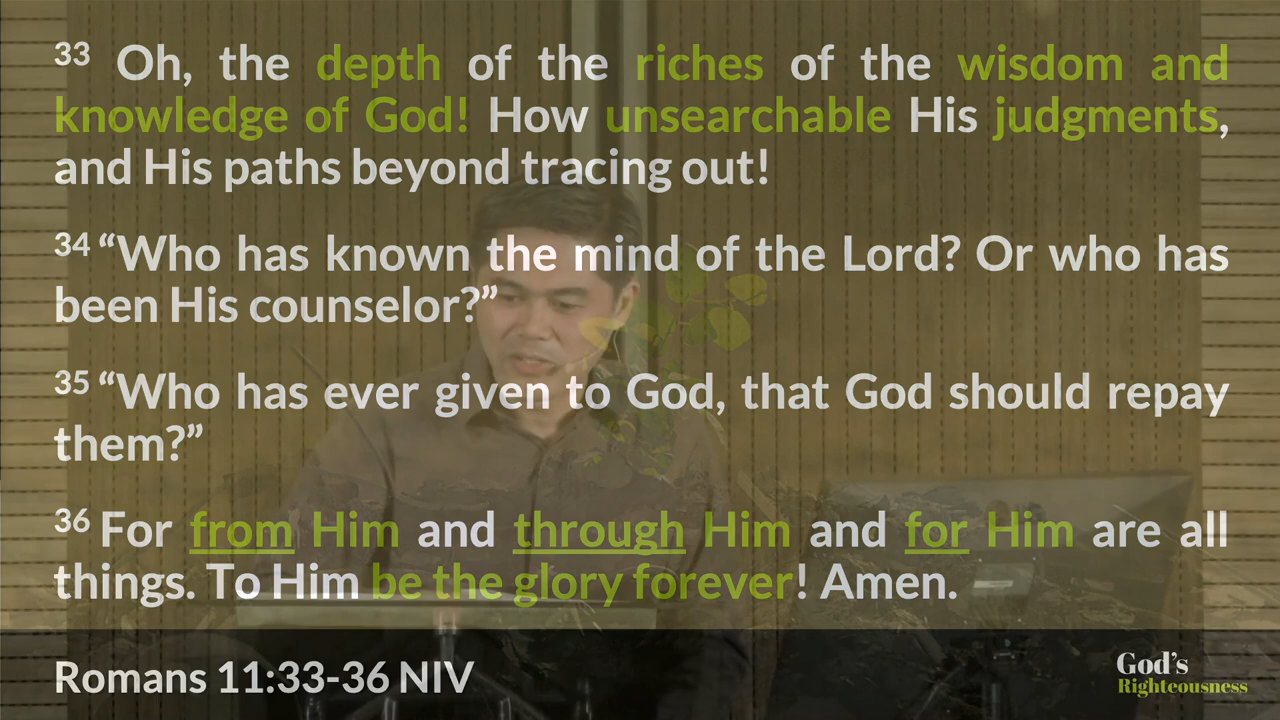 33 Oh, the depth of the riches of the wisdom and
knowledge of God! How unsearchable His judgments,
and His paths beyond tracing out!
34 “Who has known the mind of the Lord? Or who has
been His counselor?”
35 “Who has ever given to God, that God should repay
them?”
36 For from Him and through Him and for Him are all
things. To Him be the glory forever! Amen.
Romans 11:33-36 NIV
God’s
Righteousness